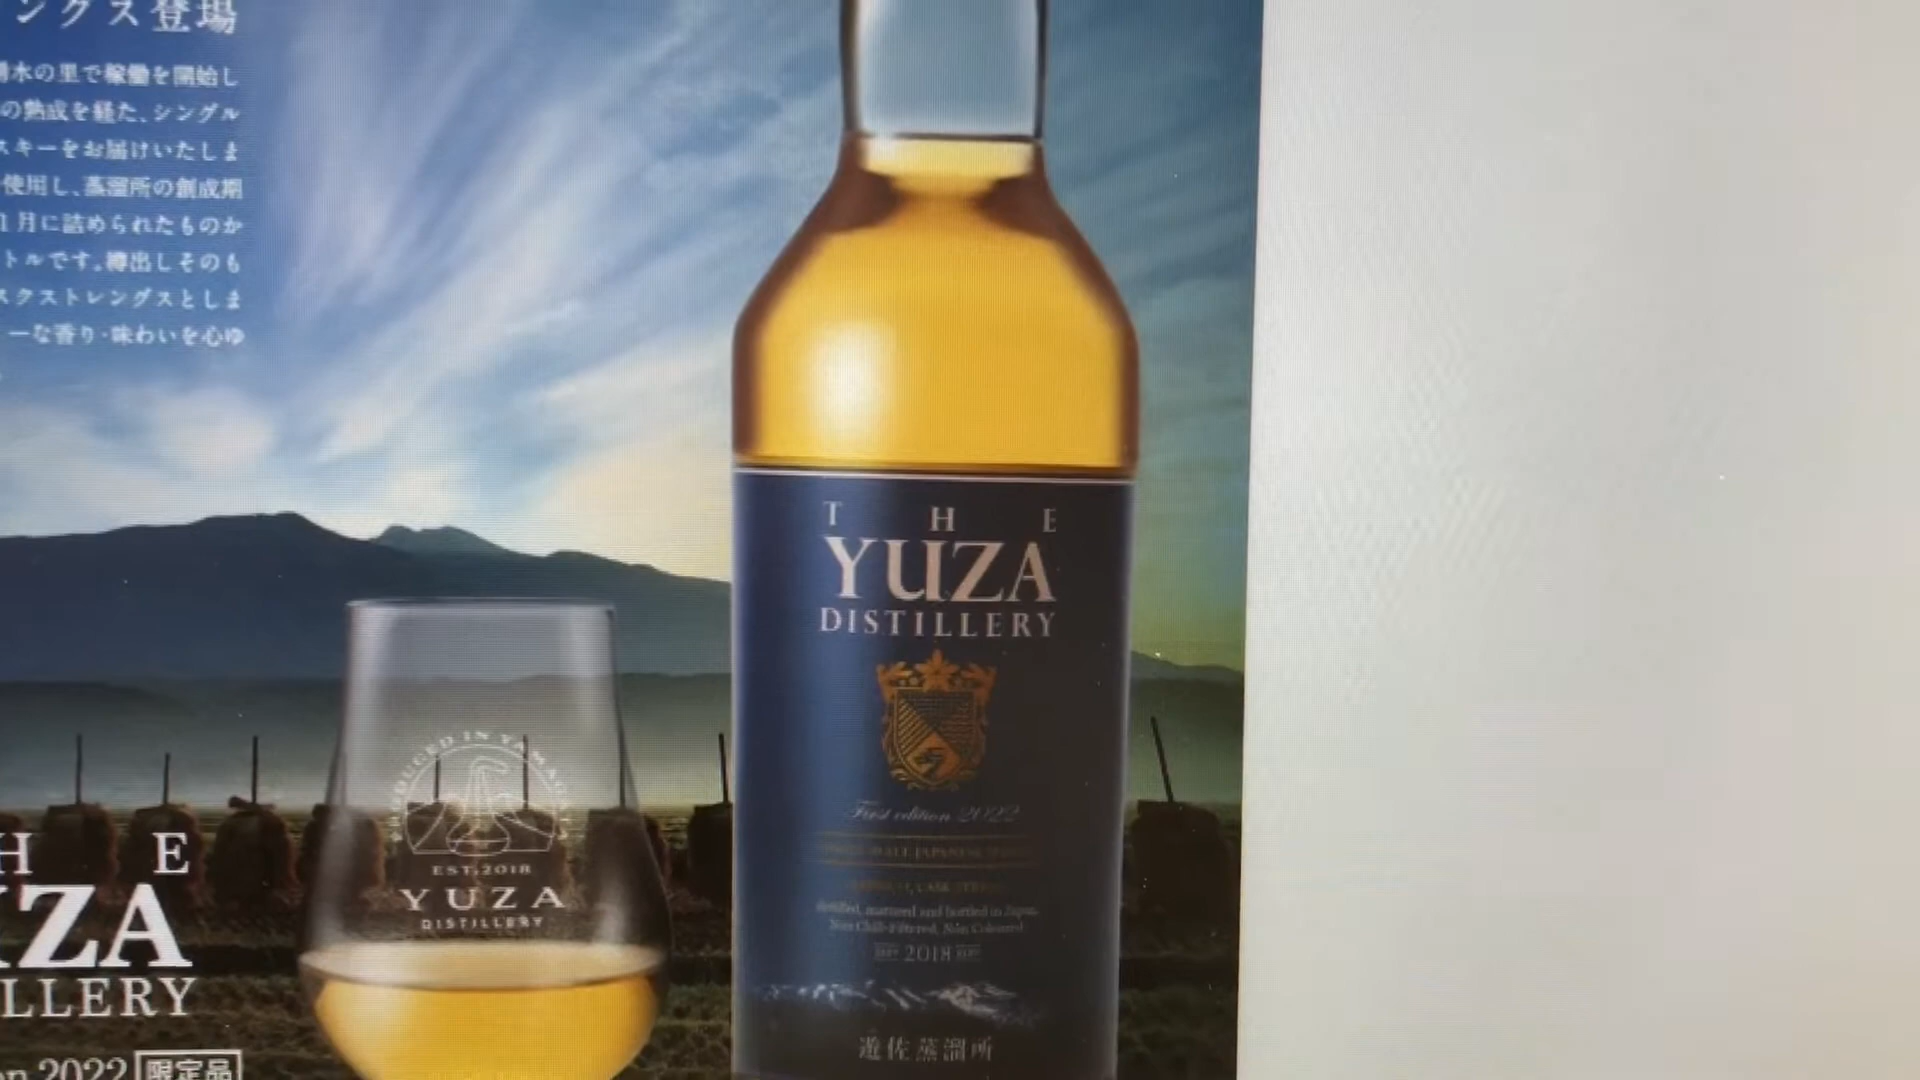 ングス登場
水の里で稼働を開始し
の熟成を経た、シングル
スキーをお届けいたしま
使用し、蒸溜所の創成期
1月に詰められたものか
トルです。樽出しそのも
スクストレングスとしま
ーな香り・味わいを心ゆ
THE
YUZA
DISTILLERY
First edition 2022
JAPANESE
CASK
distilled, matured and bottled in Japan.
Non Chill-Filtered, Non Coloured.
2018
遊佐蒸溜所
PRODUCED IN YAMAGATA
EST.2018
YUZA
DISTILLERY
H E
ZA
LLERY
on 2022 限定品